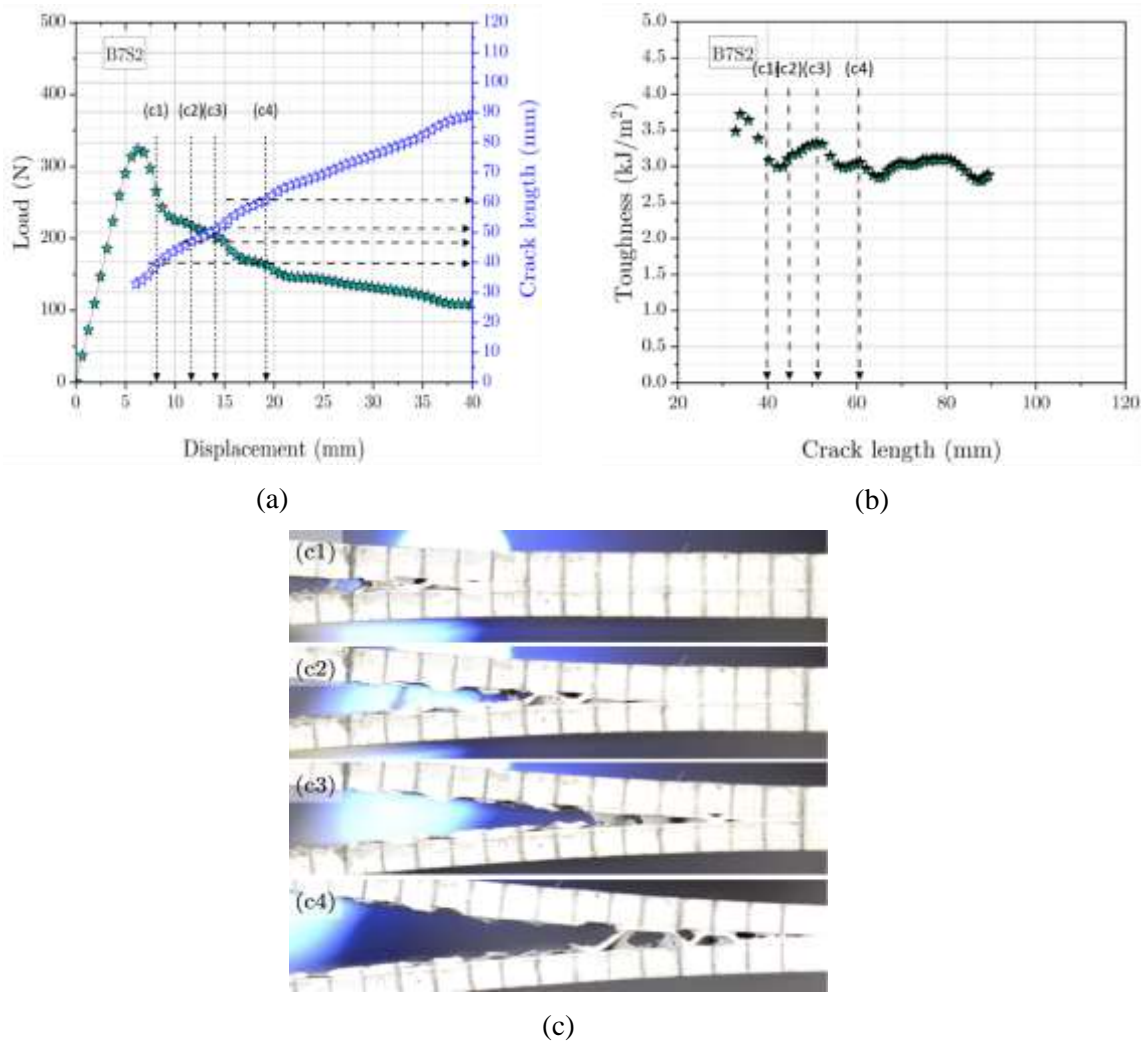 500
400
300
200
100
0
0 5 10 15 20 25 30 35 40
120
110
100
90
80
70
60
50
40
30
20
10
0
Load (N)
Displacement (mm)
Crack length (mm)
B7S2
(c1) (c2) (c3) (c4)
(a)
5.0
4.5
4.0
3.5
3.0
2.5
2.0
1.5
1.0
0.5
0.0
20 40 60 80 100 120
Toughness (kJ/m²)
Crack length (mm)
B7S2
(c1) (c2) (c3) (c4)
(b)
(c1)
(c2)
(c3)
(c4)
(c)